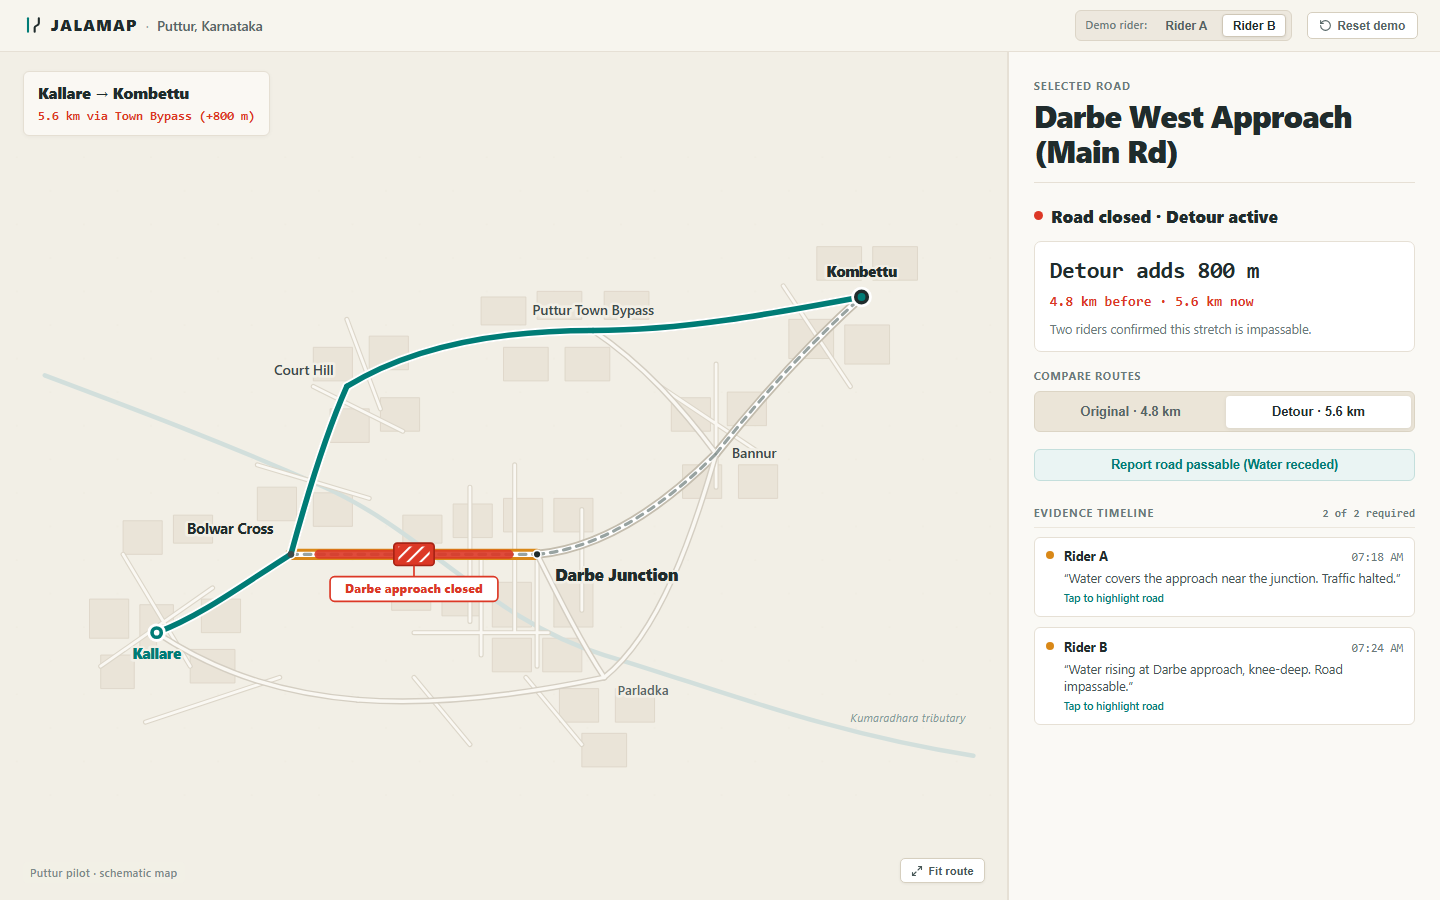 JALAMAP · Puttur, Karnataka
Demo rider: Rider A Rider B
Reset demo
Kallare → Kombettu
5.6 km via Town Bypass (+800 m)
Kombettu
Puttur Town Bypass
Court Hill
Bannur
Bolwar Cross
Darbe Junction
Darbe approach closed
Kallare
Parladka
Kumaradhara tributary
Puttur pilot · schematic map
Fit route
SELECTED ROAD
Darbe West Approach
(Main Rd)
Road closed · Detour active
Detour adds 800 m
4.8 km before · 5.6 km now
Two riders confirmed this stretch is impassable.
COMPARE ROUTES
Original · 4.8 km Detour · 5.6 km
Report road passable (Water receded)
EVIDENCE TIMELINE 2 of 2 required
Rider A 07:18 AM
"Water covers the approach near the junction. Traffic halted."
Tap to highlight road
Rider B 07:24 AM
"Water rising at Darbe approach, knee-deep. Road
impassable."
Tap to highlight road